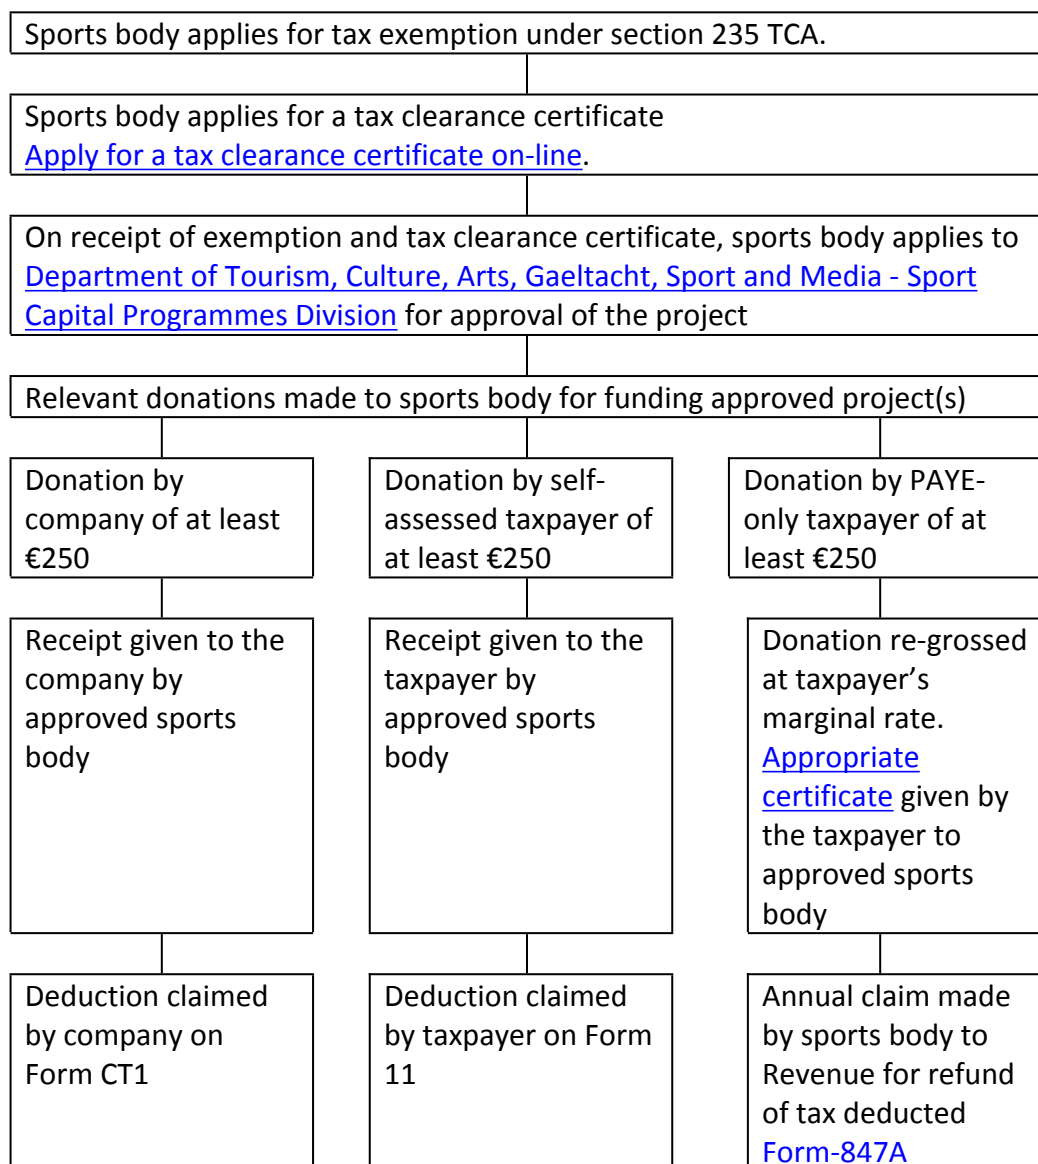 Sports body applies for tax exemption under section 235 TCA.
Sports body applies for a tax clearance certificate
Apply for a tax clearance certificate on-line.
On receipt of exemption and tax clearance certificate, sports body applies to
Department of Tourism, Culture, Arts, Gaeltacht, Sport and Media - Sport
Capital Programmes Division for approval of the project
Relevant donations made to sports body for funding approved project(s)
Donation by
company of at least
€250
Donation by self-
assessed taxpayer of
at least €250
Donation by PAYE-
only taxpayer of at
least €250
Receipt given to the
company by
approved sports
body
Receipt given to the
taxpayer by
approved sports
body
Donation re-grossed
at taxpayer’s
marginal rate.
Appropriate
certificate given by
the taxpayer to
approved sports
body
Deduction claimed
by company on
Form CT1
Deduction claimed
by taxpayer on Form
11
Annual claim made
by sports body to
Revenue for refund
of tax deducted
Form-847A